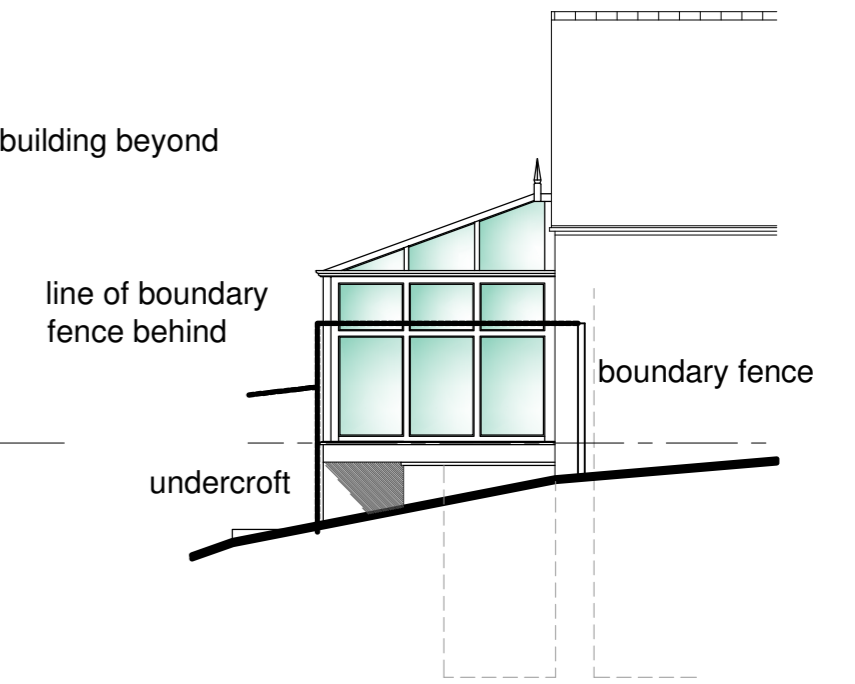 building beyond
line of boundary
fence behind
boundary fence
undercroft